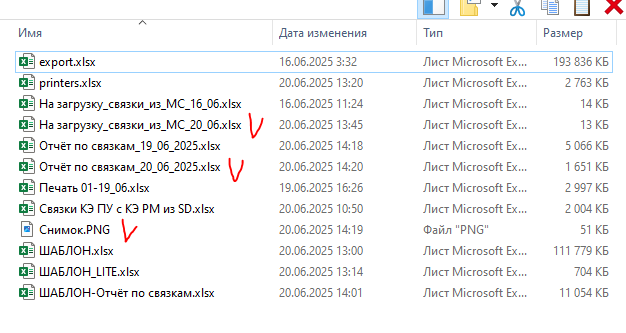 Имя Дата изменения Тип Размер
export.xlsx 16.06.2025 3:32 Лист Microsoft Ex... 193 836 КБ
printers.xlsx 20.06.2025 13:20 Лист Microsoft Ex... 2 763 КБ
На загрузку_связки_из_МС_16_06.xlsx 16.06.2025 11:24 Лист Microsoft Ex... 14 КБ
На загрузку_связки_из_МС_20_06.xlsx 20.06.2025 13:45 Лист Microsoft Ex... 13 КБ
Отчёт по связкам_19_06_2025.xlsx 20.06.2025 14:18 Лист Microsoft Ex... 5 066 КБ
Отчёт по связкам_20_06_2025.xlsx 20.06.2025 14:20 Лист Microsoft Ex... 1 651 КБ
Печать 01-19_06.xlsx 19.06.2025 16:26 Лист Microsoft Ex... 2 997 КБ
Связки КЭ ПУ с КЭ РМ из SD.xlsx 20.06.2025 10:50 Лист Microsoft Ex... 2 004 КБ
Снимок.PNG 20.06.2025 14:19 Файл "PNG" 51 КБ
ШАБЛОН.xlsx 20.06.2025 13:00 Лист Microsoft Ex... 111 779 КБ
ШАБЛОН_LITE.xlsx 20.06.2025 13:14 Лист Microsoft Ex... 704 КБ
ШАБЛОН-Отчёт по связкам.xlsx 20.06.2025 14:01 Лист Microsoft Ex... 11 054 КБ